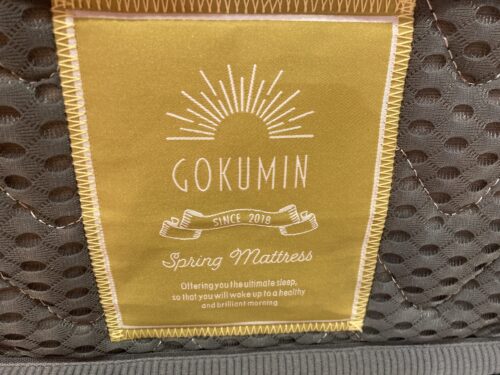 GOKUMIN
SINCE 2018
Spring Mattress
Offering you the ultimate sleep,
so that you will wake up to a healthy
and brilliant morning